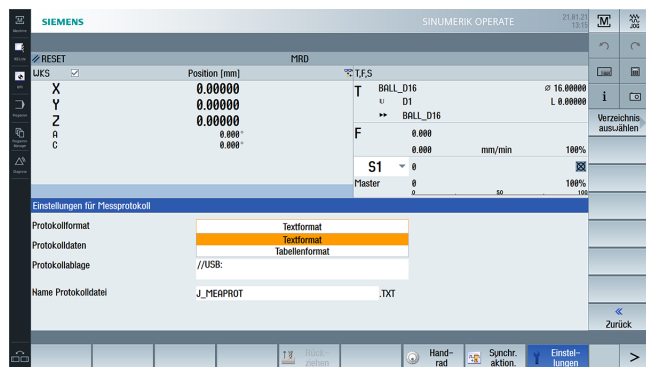 SIEMENS
SINUMERIK OPERATE
21.01.21
13:15
M
JOG
RESET
MRD
WKS Position [mm]
T,F,S
X 0.00000
Y 0.00000
Z 0.00000
A 0.000°
C 0.000°
T BALL_D16 ø 16.00000
D1 L 0.00000
BALL_D16
F 0.000
0.000 mm/min 100%
S1 0
Master 0 100%
0 50 100
Verzeichnis
auswählen
Einstellungen für Messprotokoll
Protokollformat Textformat
Protokolldaten Textformat
Tabellenformat
Protokollablage //USB:
Name Protokolldatei J_MEAPROT .TXT
«
Zurück
Rück-
ziehen
Hand-
rad
Synchr.
aktion.
Einstel-
lungen
>